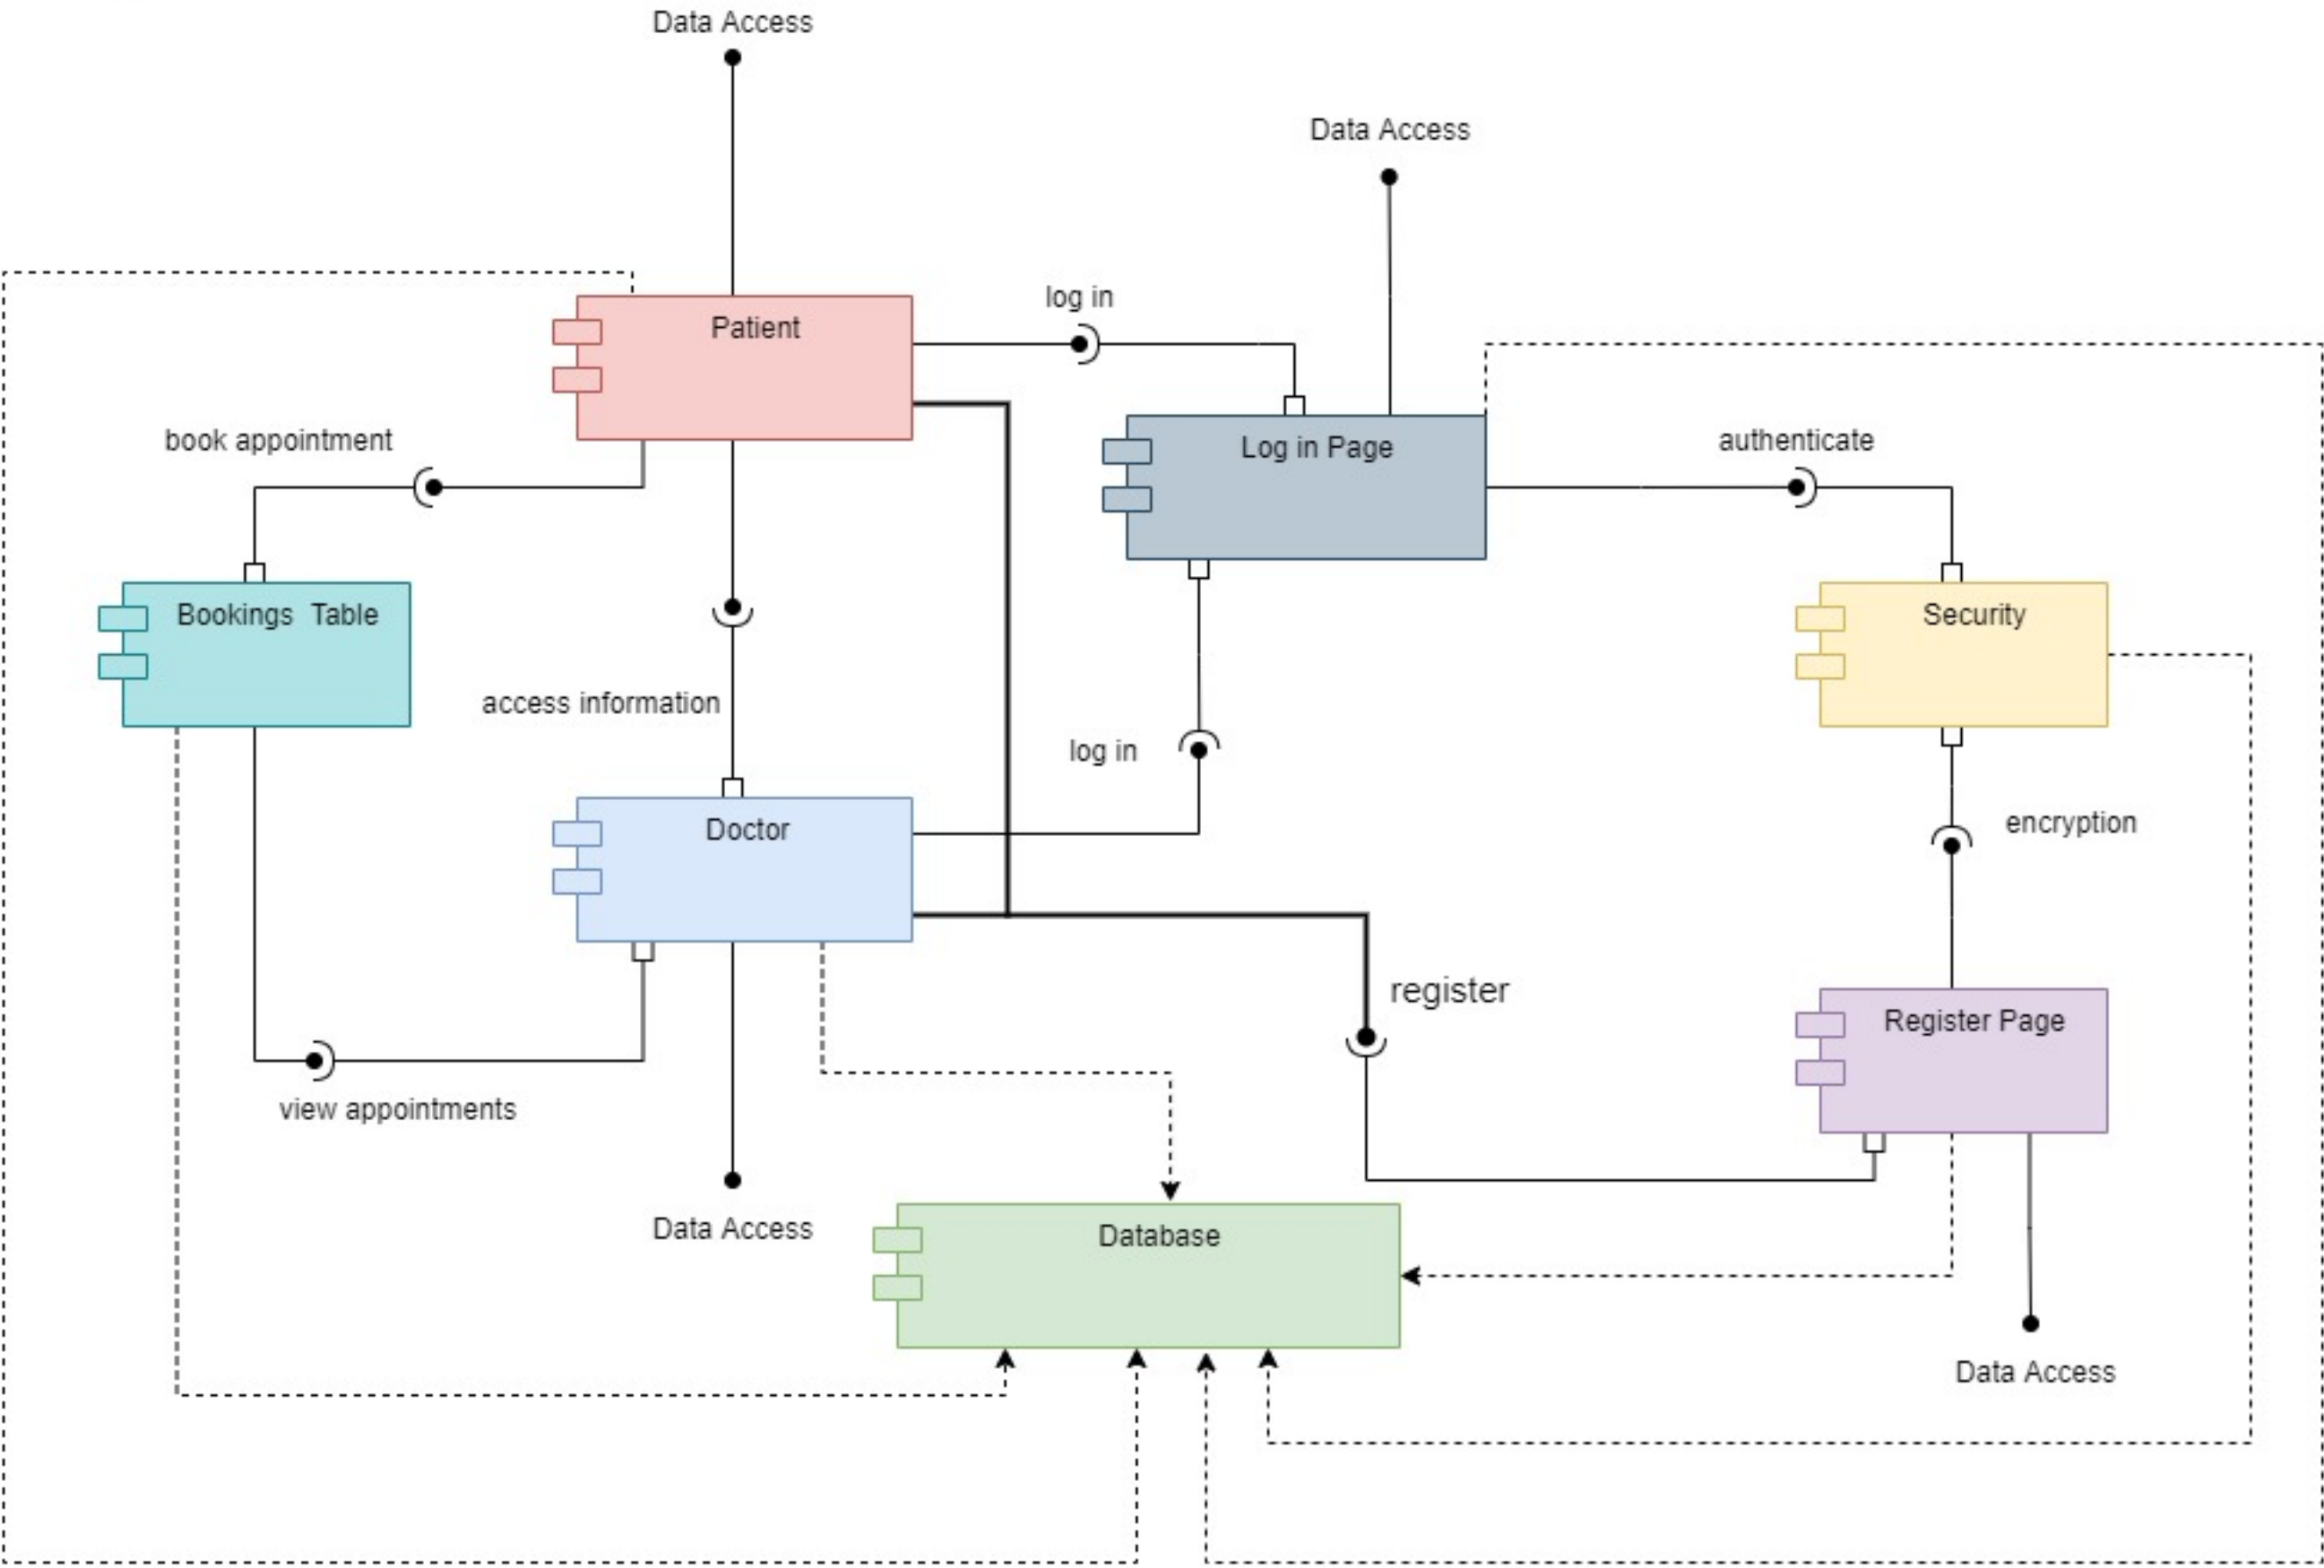 Data Access
Data Access
log in
Patient
book appointment
Log in Page
authenticate
Bookings  Table
Security
access information
log in
Doctor
encryption
register
Register Page
view appointments
Data Access
Database
Data Access